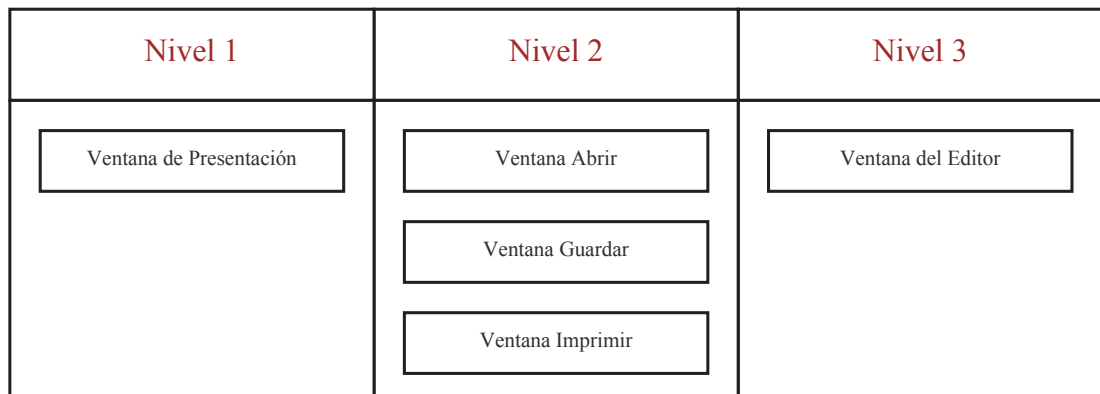 Nivel 1
Nivel 2
Nivel 3
Ventana de Presentación
Ventana Abrir
Ventana del Editor
Ventana Guardar
Ventana Imprimir